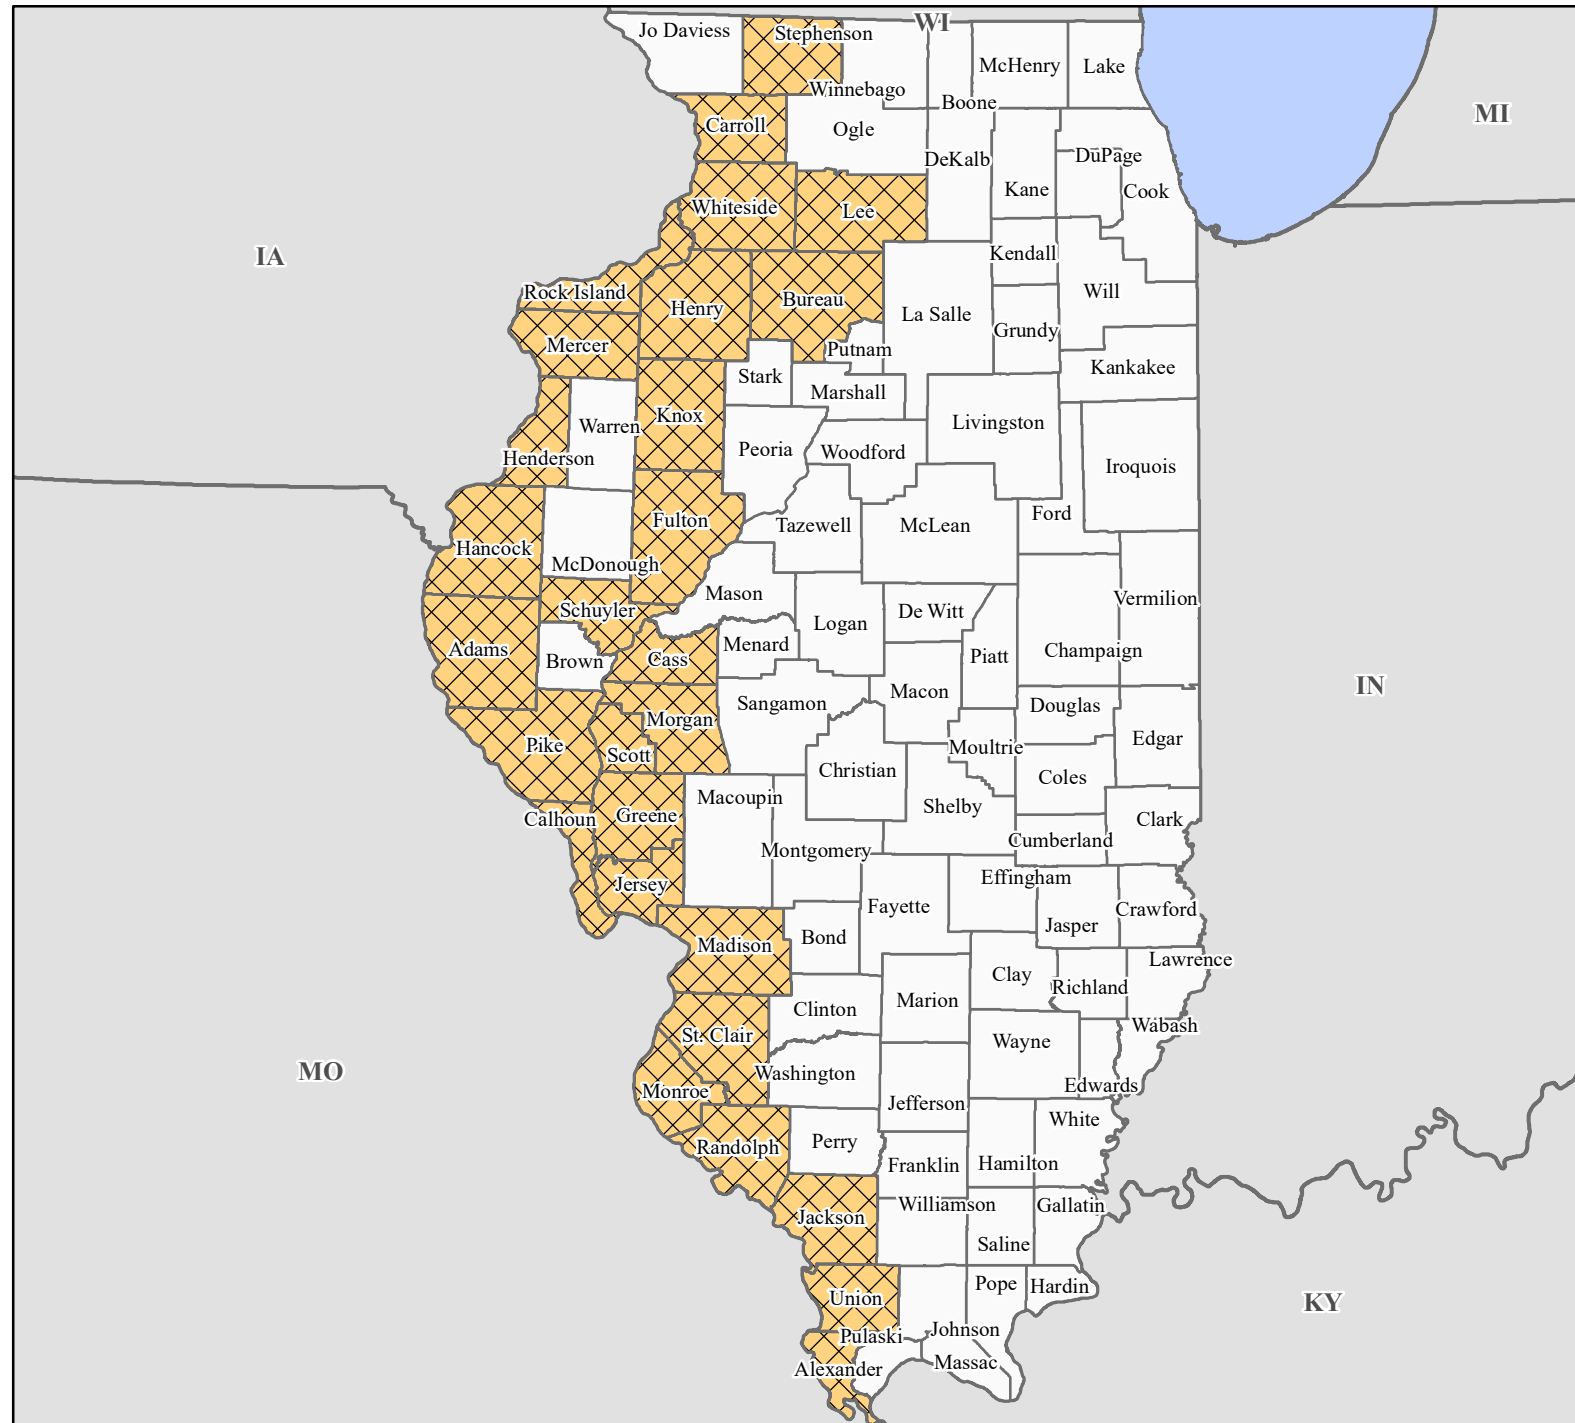 WI
Jo Daviess
Stephenson
Winnebago
McHenry
Lake
Boone
MI
Carroll
Ogle
DeKalb
DuPage
Kane
Cook
Whiteside
Lee
IA
Kendall
Rock Island
Henry
Bureau
La Salle
Will
Grundy
Mercer
Putnam
Kankakee
Stark
Marshall
Warren
Knox
Livingston
Peoria
Woodford
Henderson
Iroquois
Fulton
Tazewell
McLean
Ford
Hancock
McDonough
Mason
Vermilion
Schuyler
De Witt
Logan
Adams
Brown
Cass
Menard
Piatt
Champaign
IN
Macon
Sangamon
Douglas
Morgan
Pike
Scott
Moultrie
Edgar
Christian
Coles
Macoupin
Shelby
Calhoun
Greene
Clark
Cumberland
Montgomery
Effingham
Jersey
Fayette
Crawford
Jasper
Madison
Bond
Lawrence
Clay
Richland
Marion
Clinton
Wabash
St. Clair
Wayne
MO
Washington
Edwards
Monroe
Jefferson
White
Randolph
Perry
Franklin
Hamilton
Williamson
Gallatin
Jackson
Saline
Pope
Hardin
Union
KY
Johnson
Pulaski
Massac
Alexander